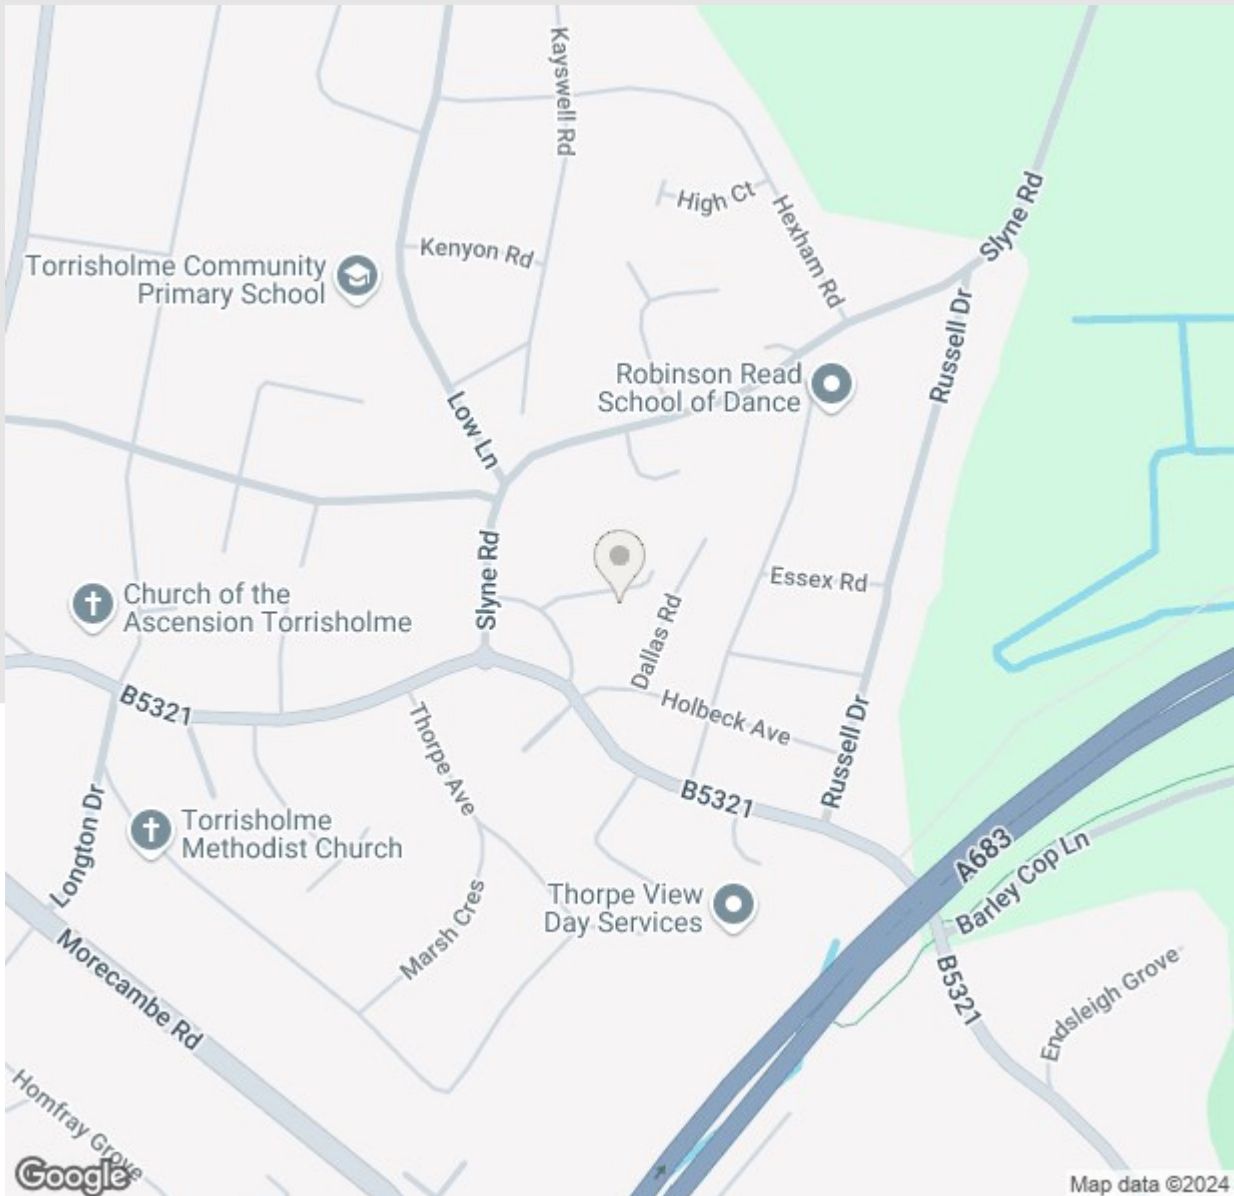 Kayswell Rd
High Ct
Hexham Rd
Slyne Rd
Kenyon Rd
Torrisholme Community
Primary School
Russell Dr
Robinson Read
School of Dance
Low Ln
Slyne Rd
Essex Rd
Church of the
Ascension Torrisholme
Dallas Rd
B5321
Holbeck Ave
Russell Dr
Thorpe Ave
B5321
Longton Dr
Torrisholme
Methodist Church
A683
Barley Cop Ln
Thorpe View
Day Services
Marsh Cres
Morecambe Rd
B5321
Endsleigh Grove
Homfray Grove
Google
Map data ©2024